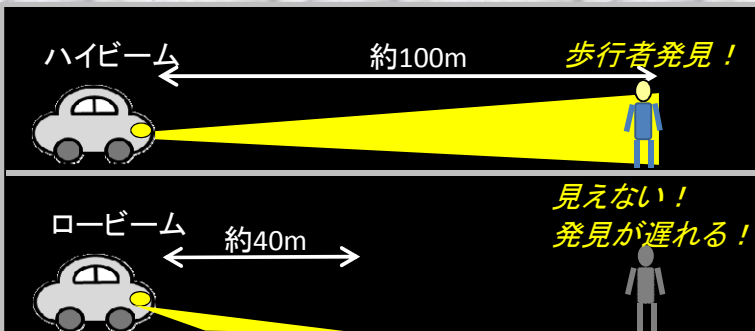 ハイビーム
約100m
歩行者発見！
ロービーム
約40m
見えない！
発見が遅れる！